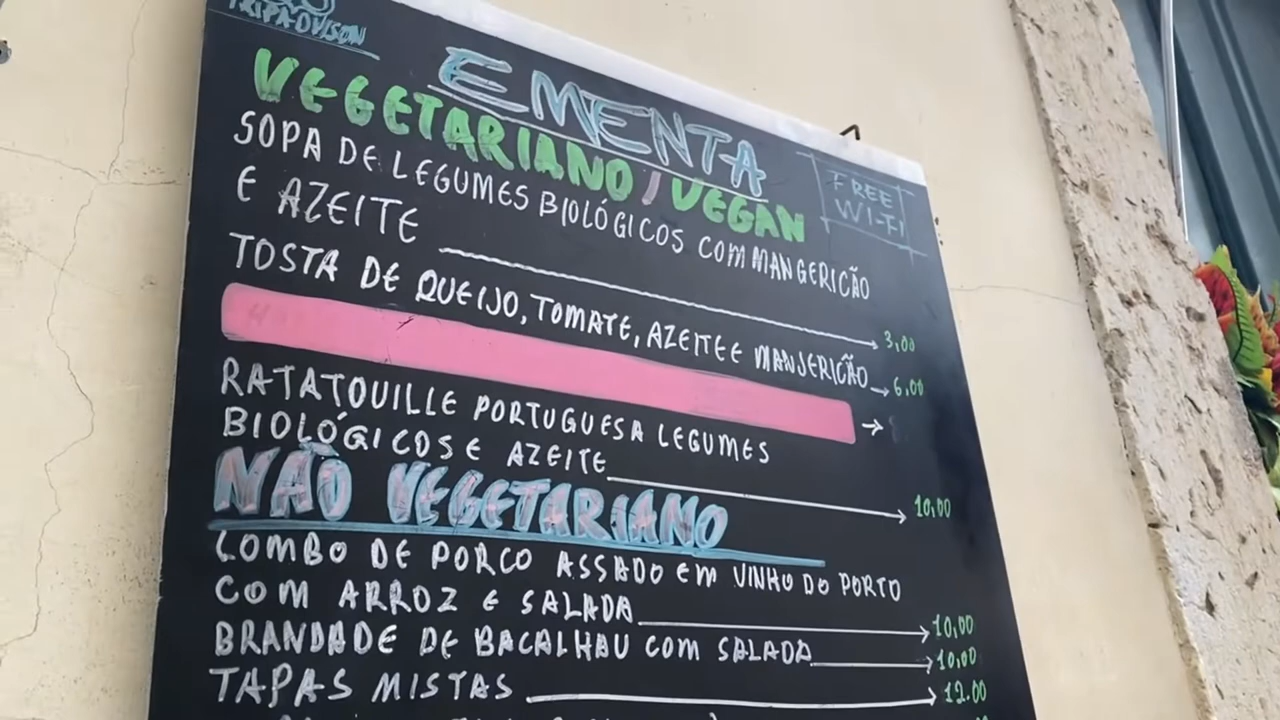 EMENTA
VEGETARIANO / VEGAN
FREE
WI-FI
SOPA DE LEGUMES BIOLÓGICOS COM MANGERICÃO
E AZEITE 3,00
TOSTA DE QUEIJO, TOMATE, AZEITE E MANJERICÃO 6,00
RATATOUILLE PORTUGUESA LEGUMES
BIOLÓGICOS E AZEITE 10,00
NÃO VEGETARIANO
LOMBO DE PORCO ASSADO EM VINHO DO PORTO
COM ARROZ E SALADA 10,00
BRANDADE DE BACALHAU COM SALADA 10,00
TAPAS MISTAS 12.00